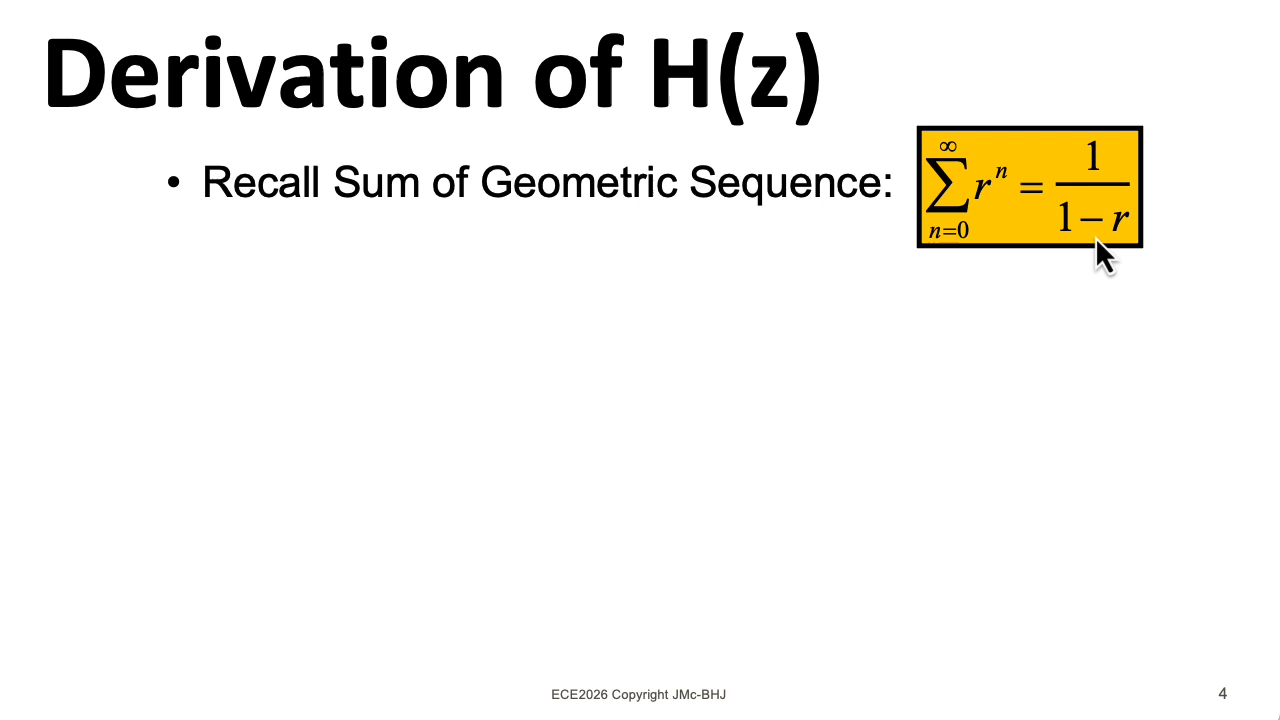 Derivation of H(z)
• Recall Sum of Geometric Sequence: ∑_{n=0}^{∞} r^n = 1/(1−r)
ECE2026 Copyright JMc-BHJ
4